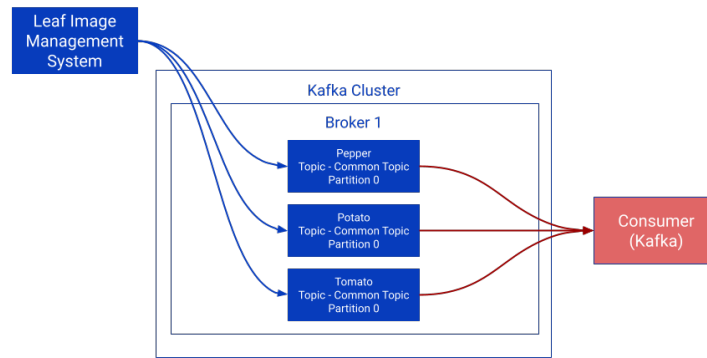 Leaf Image
Management
System
Kafka Cluster
Broker 1
Pepper
Topic - Common Topic
Partition 0
Potato
Topic - Common Topic
Partition 0
Tomato
Topic - Common Topic
Partition 0
Consumer
(Kafka)